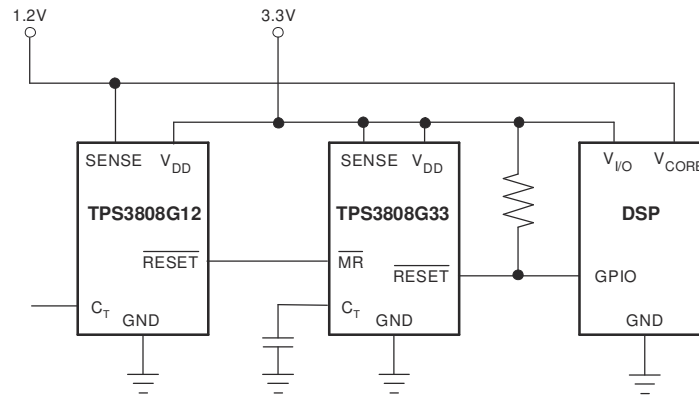 1.2V 3.3V
SENSE V_DD SENSE V_DD V_I/O V_CORE
TPS3808G12 TPS3808G33 DSP
RESET MR RESET GPIO
C_T GND C_T GND GND